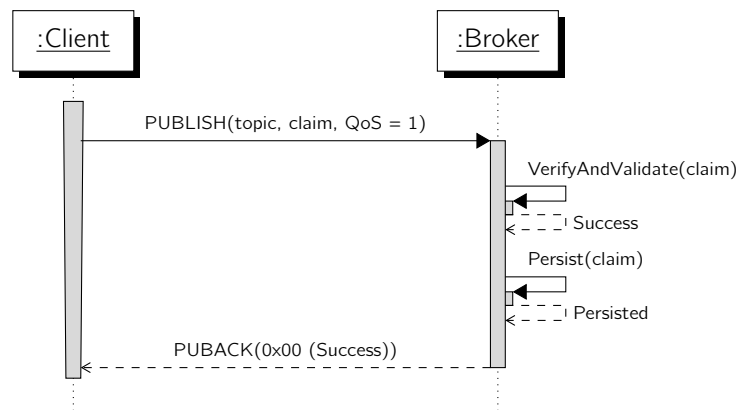 :Client
:Broker
PUBLISH(topic, claim, QoS = 1)
VerifyAndValidate(claim)
Success
Persist(claim)
Persisted
PUBACK(0x00 (Success))